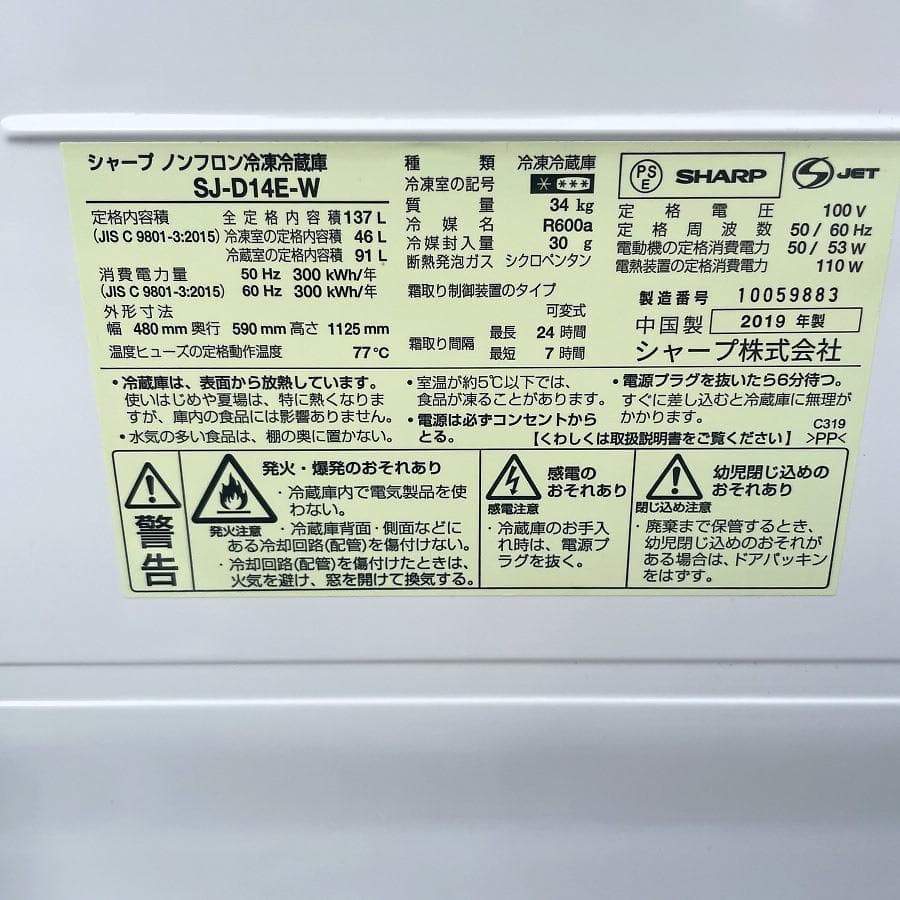 シャープ ノンフロン冷凍冷蔵庫
SJ-D14E-W
定格内容積 全定格内容積 137 L
(JIS C 9801-3:2015) 冷凍室の定格内容積 46 L
冷蔵室の定格内容積 91 L
消費電力量 50 Hz 300 kWh/年
(JIS C 9801-3:2015) 60 Hz 300 kWh/年
外形寸法
幅 480 mm 奥行 590 mm 高さ 1125 mm
温度ヒューズの定格動作温度 77℃
種類 冷凍冷蔵庫
冷凍室の記号 * ***
質量 34 kg
冷媒名 R600a
冷媒封入量 30 g
断熱発泡ガス シクロペンタン
霜取り制御装置のタイプ
可変式
霜取り間隔 最長 24 時間
最短 7 時間
PS
E
SHARP
S JET
定格電圧 100 V
定格周波数 50 / 60 Hz
電動機の定格消費電力 50 / 53 W
電熱装置の定格消費電力 110 W
製造番号 10059883
中国製 2019 年製
シャープ株式会社
・冷蔵庫は、表面から放熱しています。
使いはじめや夏場は、特に熱くなりま
すが、庫内の食品には影響ありません。
・水気の多い食品は、棚の奥に置かない。
・室温が約5℃以下では、
食品が凍ることがあります。
・電源は必ずコンセントから
とる。
・電源プラグを抜いたら6分待つ。
すぐに差し込むと冷蔵庫に無理が
かかります。
C319
【くわしくは取扱説明書をご覧ください】 >PP<
警告
発火・爆発のおそれあり
発火注意
・冷蔵庫内で電気製品を使
わない。
・冷蔵庫背面・側面などに
ある冷却回路(配管)を傷付けない。
・冷却回路(配管)を傷付けたときは、
火気を避け、窓を開けて換気する。
感電の
おそれあり
感電注意
・冷蔵庫のお手入
れ時は、電源プ
ラグを抜く。
幼児閉じ込めの
おそれあり
閉じ込め注意
・廃棄まで保管するとき、
幼児閉じ込めのおそれが
ある場合は、ドアパッキン
をはずす。